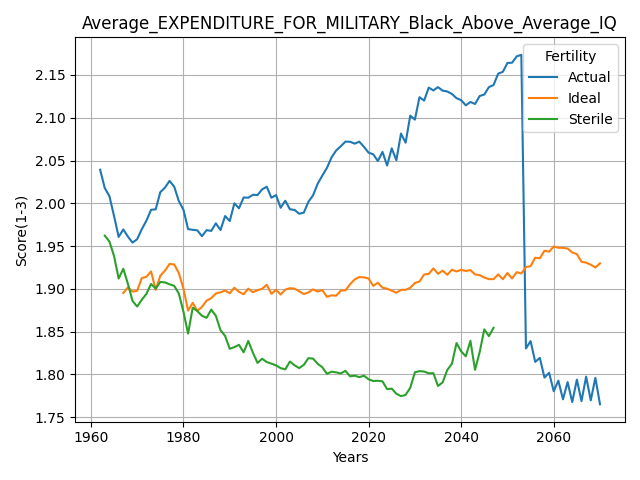 Average_EXPENDITURE_FOR_MILITARY_Black_Above_Average_IQ
Fertility
Actual
Ideal
Sterile
Score(1-3)
2.15
2.10
2.05
2.00
1.95
1.90
1.85
1.80
1.75
1960
1980
2000
2020
2040
2060
Years